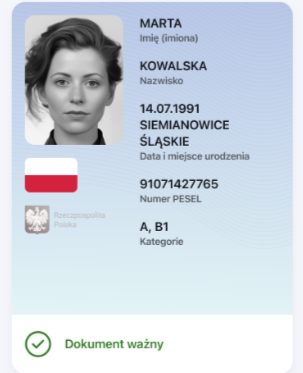 MARTA
Imię (imiona)
KOWALSKA
Nazwisko
14.07.1991
SIEMIANOWICE
ŚLĄSKIE
Data i miejsce urodzenia
91071427765
Numer PESEL
Rzeczpospolita
Polska
A, B1
Kategorie
Dokument ważny